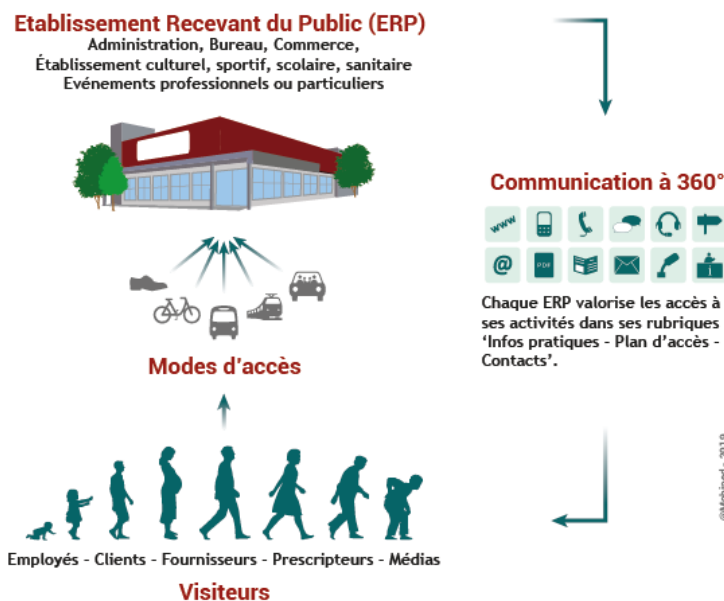 Etablissement Recevant du Public (ERP)
Administration, Bureau, Commerce,
Établissement culturel, sportif, scolaire, sanitaire
Evénements professionnels ou particuliers
Modes d'accès
Employés - Clients - Fournisseurs - Prescripteurs - Médias
Visiteurs
Communication à 360°
www
@
PDF
i
Chaque ERP valorise les accès à
ses activités dans ses rubriques
‘Infos pratiques - Plan d'accès -
Contacts’.